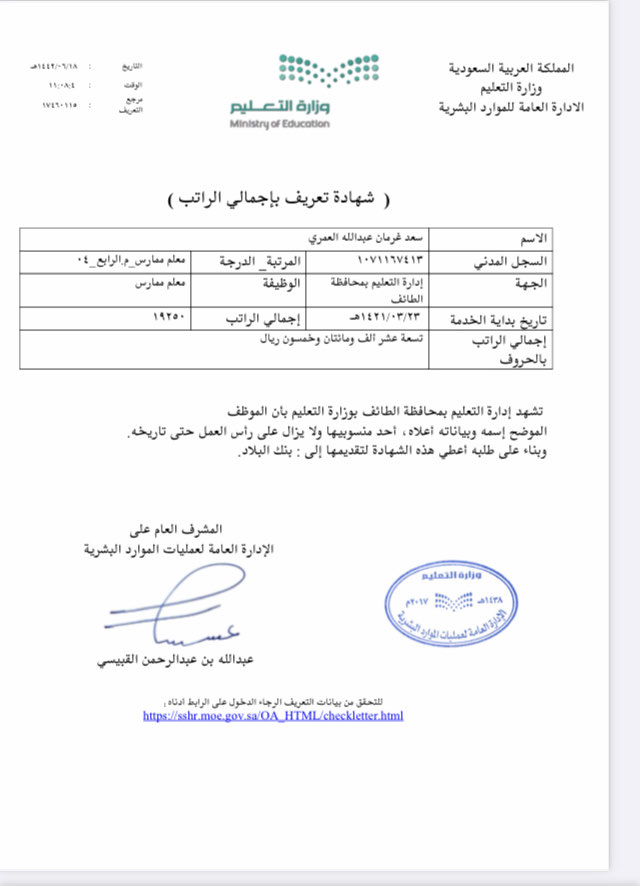 المملكة العربية السعودية
وزارة التعليم
الادارة العامة للموارد البشرية
وزارة التعـــليم
Ministry of Education
التاريخ : ١٤٤٢/٠٦/١٨هـ
الوقت : ١١:٠٨:٤
مرجع التعريف : ١٧٤٦٠١١٥
( شهادة تعريف بإجمالي الراتب )
الاسم سعد غرمان عبدالله العمري
السجل المدني ١٠٧١١٦٧٤١٣ المرتبة_ الدرجة معلم ممارس_م.الرابع_٠٤
الجهة إدارة التعليم بمحافظة الطائف الوظيفة معلم ممارس
تاريخ بداية الخدمة ١٤٢١/٠٣/٢٣هـ إجمالي الراتب ١٩٢٥٠
إجمالي الراتب بالحروف تسعة عشر الف ومائتان وخمسون ريال
تشهد إدارة التعليم بمحافظة الطائف بوزارة التعليم بأن الموظف
الموضح إسمه وبياناته أعلاه، أحد منسوبيها ولا يزال على رأس العمل حتى تاريخه.
وبناء على طلبه أعطي هذه الشهادة لتقديمها إلى : بنك البلاد.
المشرف العام على
الإدارة العامة لعمليات الموارد البشرية
وزارة التعليم
١٤٣٨هـ ٢٠١٧م
الإدارة العامة لعمليات الموارد البشرية
عبدالله بن عبدالرحمن القبيسي
للتحقق من بيانات التعريف الرجاء الدخول على الرابط أدناه :
https://sshr.moe.gov.sa/OA_HTML/checkletter.html